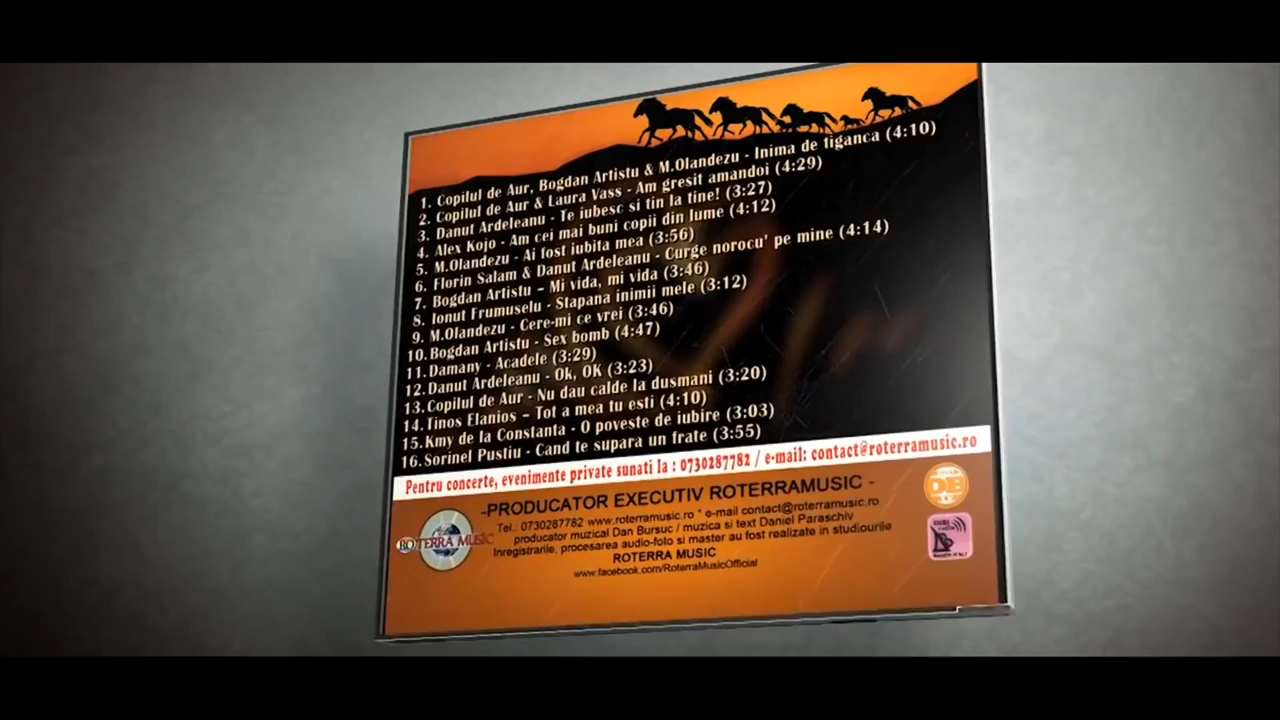 1. Copilul de Aur, Bogdan Artistu & M.Olandezu - Inima de tiganca (4:10)
2. Copilul de Aur & Laura Vass - Am gresit amandoi (4:29)
3. Danut Ardeleanu - Te iubesc si tin la tine! (3:27)
4. Alex Kojo - Am cei mai buni copii din lume (4:12)
5. M.Olandezu - Ai fost iubita mea (3:56)
6. Florin Salam & Danut Ardeleanu - Curge norocu' pe mine (4:14)
7. Bogdan Artistu – Mi vida, mi vida (3:46)
8. Ionut Frumuselu - Stapana inimii mele (3:12)
9. M.Olandezu - Cere-mi ce vrei (3:46)
10. Bogdan Artistu - Sex bomb (4:47)
11. Damany - Acadele (3:29)
12. Danut Ardeleanu - Ok, OK (3:23)
13. Copilul de Aur - Nu dau calde la dusmani (3:20)
14. Tinos Elanios – Tot a mea tu esti (4:10)
15. Kmy de la Constanta - O poveste de iubire (3:03)
16. Sorinel Pustiu - Cand te supara un frate (3:55)
Pentru concerte, evenimente private sunati la : 0730287782 / e-mail: contact@roterramusic.ro
-PRODUCATOR EXECUTIV ROTERRAMUSIC -
Tel.: 0730287782 www.roterramusic.ro * e-mail contact@roterramusic.ro
producator muzical Dan Bursuc / muzica si text Daniel Paraschiv
Inregistrarile, procesarea audio-foto si master au fost realizate in studiourile
ROTERRA MUSIC
www.facebook.com/RoterraMusicOfficial
ROTERRA MUSIC
DB